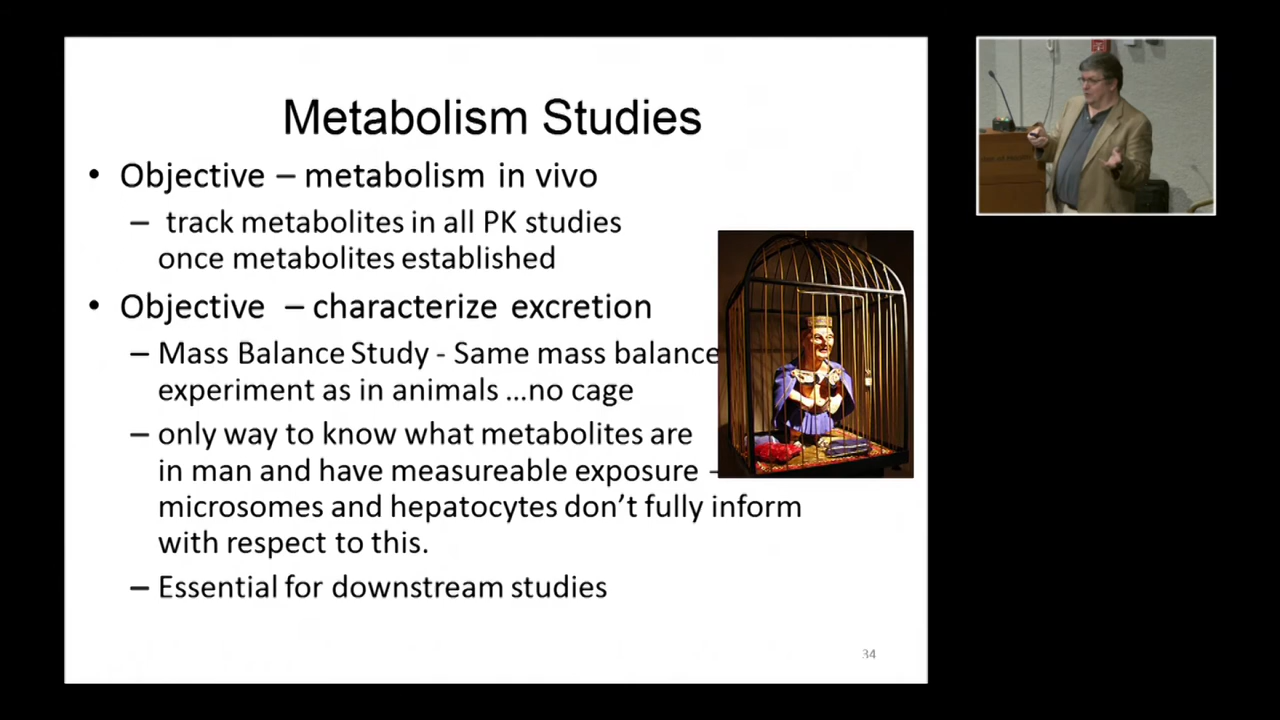 Metabolism Studies
• Objective – metabolism in vivo
– track metabolites in all PK studies
once metabolites established
• Objective – characterize excretion
– Mass Balance Study - Same mass balance
experiment as in animals ...no cage
– only way to know what metabolites are
in man and have measureable exposure -
microsomes and hepatocytes don't fully inform
with respect to this.
– Essential for downstream studies
34